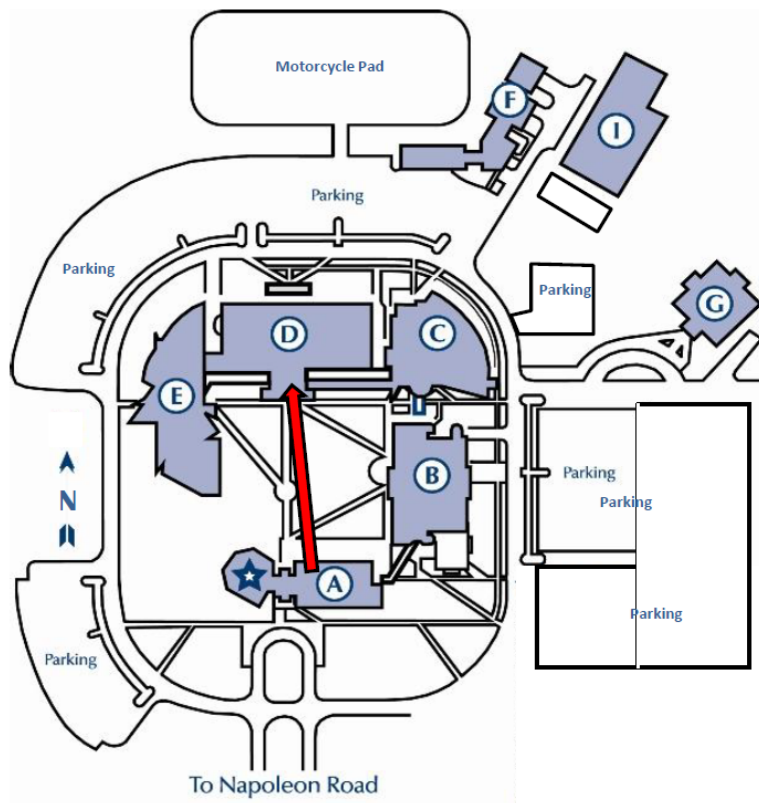 Motorcycle Pad
F
I
Parking
Parking
Parking
G
D
C
E
B
N
Parking
Parking
A
Parking
Parking
To Napoleon Road